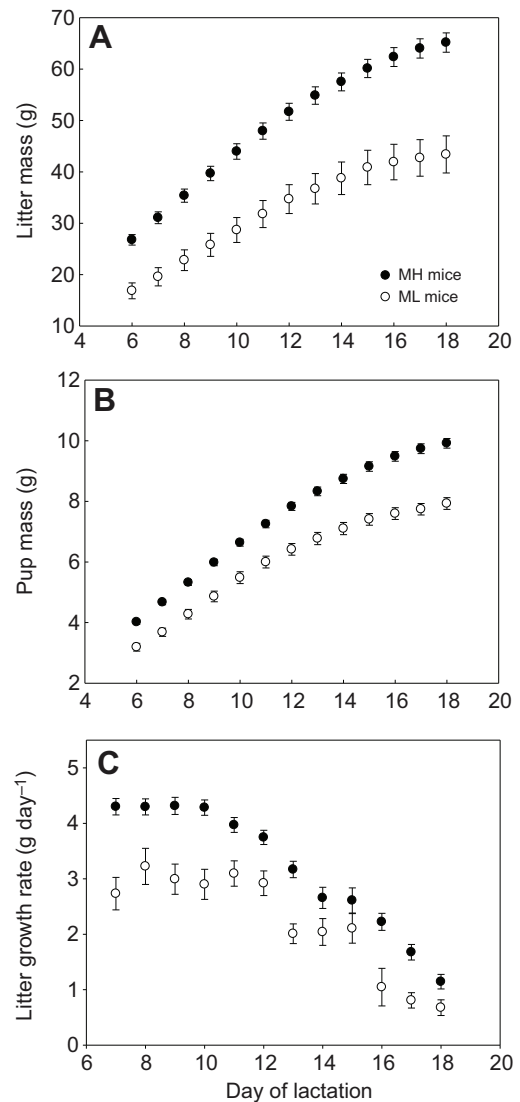 A
Litter mass (g)
70
60
50
40
30
20
10
MH mice
ML mice
4 6 8 10 12 14 16 18 20
B
Pup mass (g)
12
10
8
6
4
2
4 6 8 10 12 14 16 18 20
C
Litter growth rate (g day⁻¹)
5
4
3
2
1
0
6 8 10 12 14 16 18 20
Day of lactation